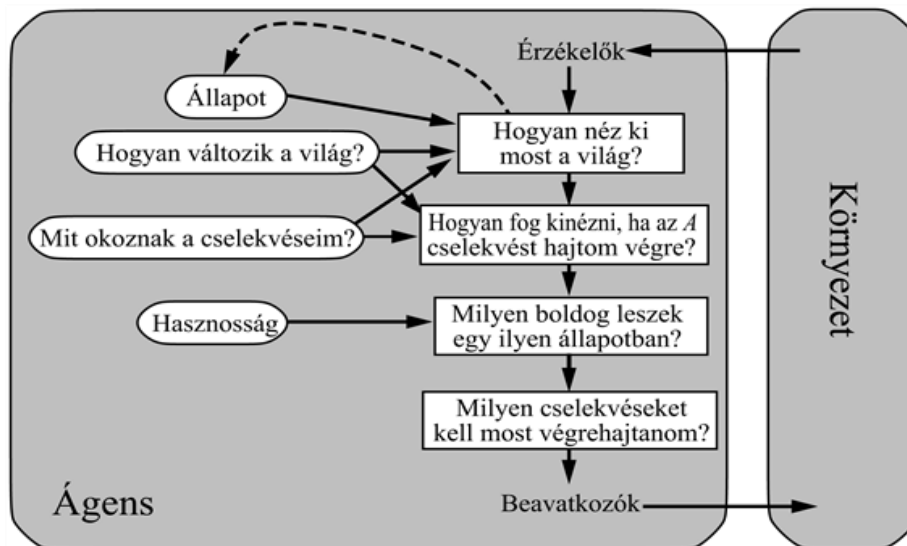 Érzékelők
Állapot
Hogyan néz ki
most a világ?
Hogyan változik a világ?
Hogyan fog kinézni, ha az A
cselekvést hajtom végre?
Mit okoznak a cselekvéseim?
Milyen boldog leszek
egy ilyen állapotban?
Hasznosság
Milyen cselekvéseket
kell most végrehajtanom?
Ágens
Beavatkozók
Környezet